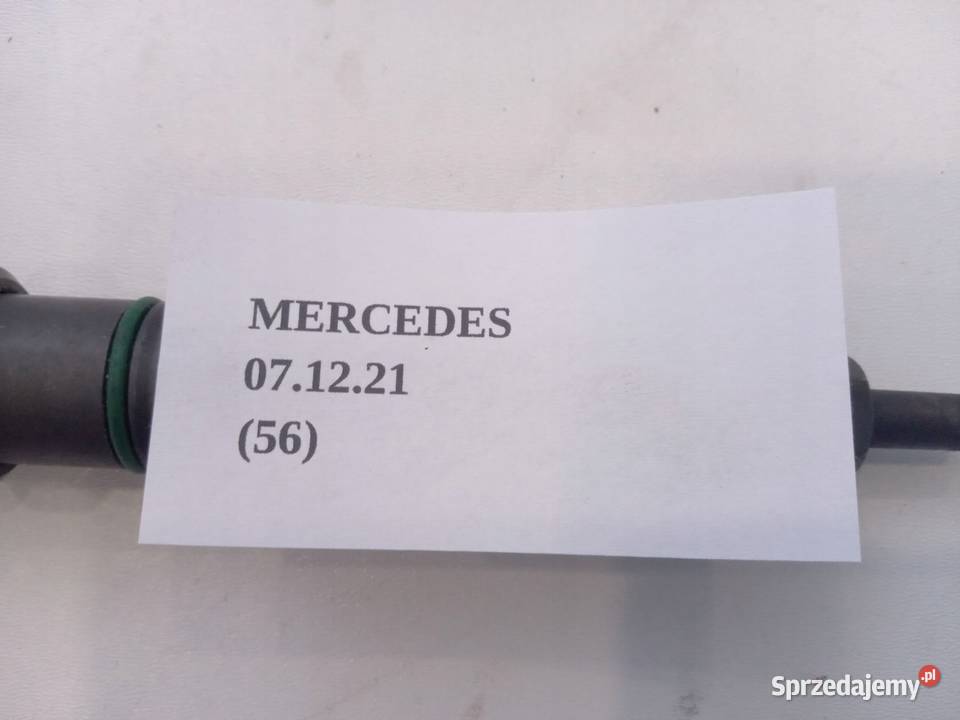 MERCEDES
07.12.21
(56)
Sprzedajemy.pl